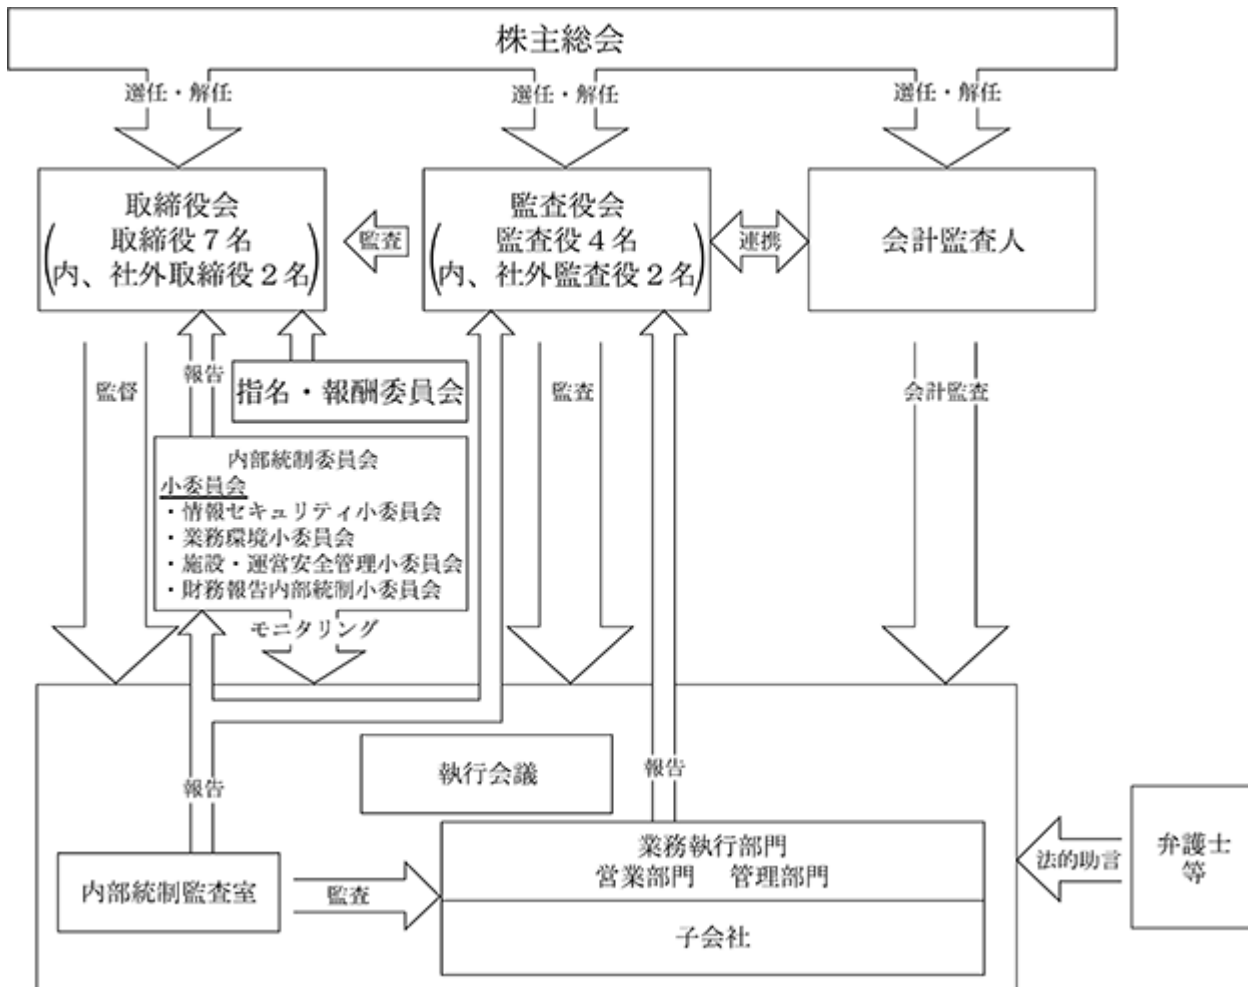 株主総会
選任・解任
選任・解任
選任・解任
取締役会
取締役7名
(内、社外取締役2名)
監査
監査役会
監査役4名
(内、社外監査役2名)
連携
会計監査人
監督
報告
指名・報酬委員会
監査
会計監査
内部統制委員会
小委員会
・情報セキュリティ小委員会
・業務環境小委員会
・施設・運営安全管理小委員会
・財務報告内部統制小委員会
モニタリング
執行会議
報告
報告
業務執行部門
営業部門 管理部門
子会社
内部統制監査室
監査
法的助言
弁護士
等